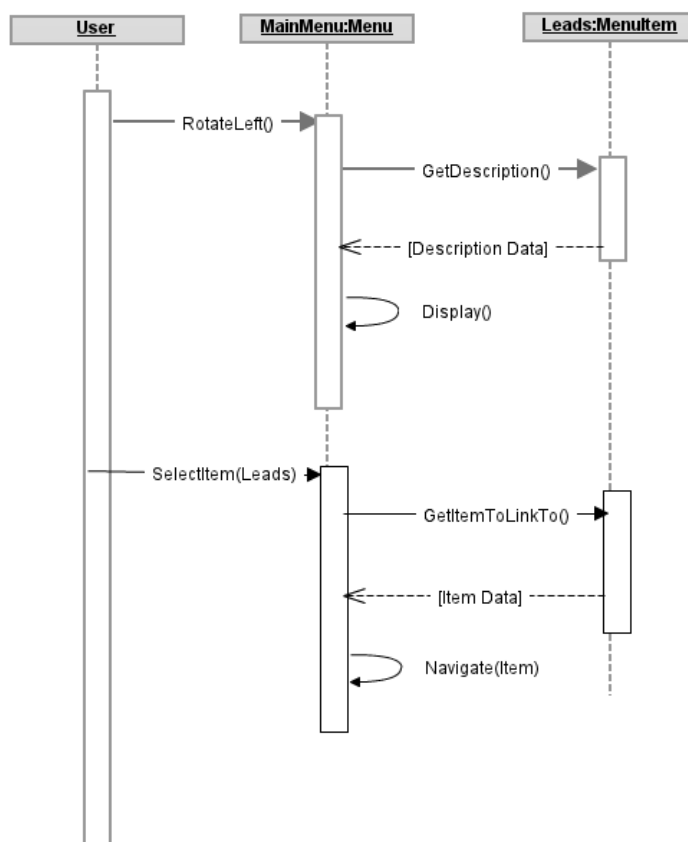 User
MainMenu:Menu
Leads:MenuItem
RotateLeft()
GetDescription()
[Description Data]
Display()
SelectItem(Leads)
GetItemToLinkTo()
[Item Data]
Navigate(Item)